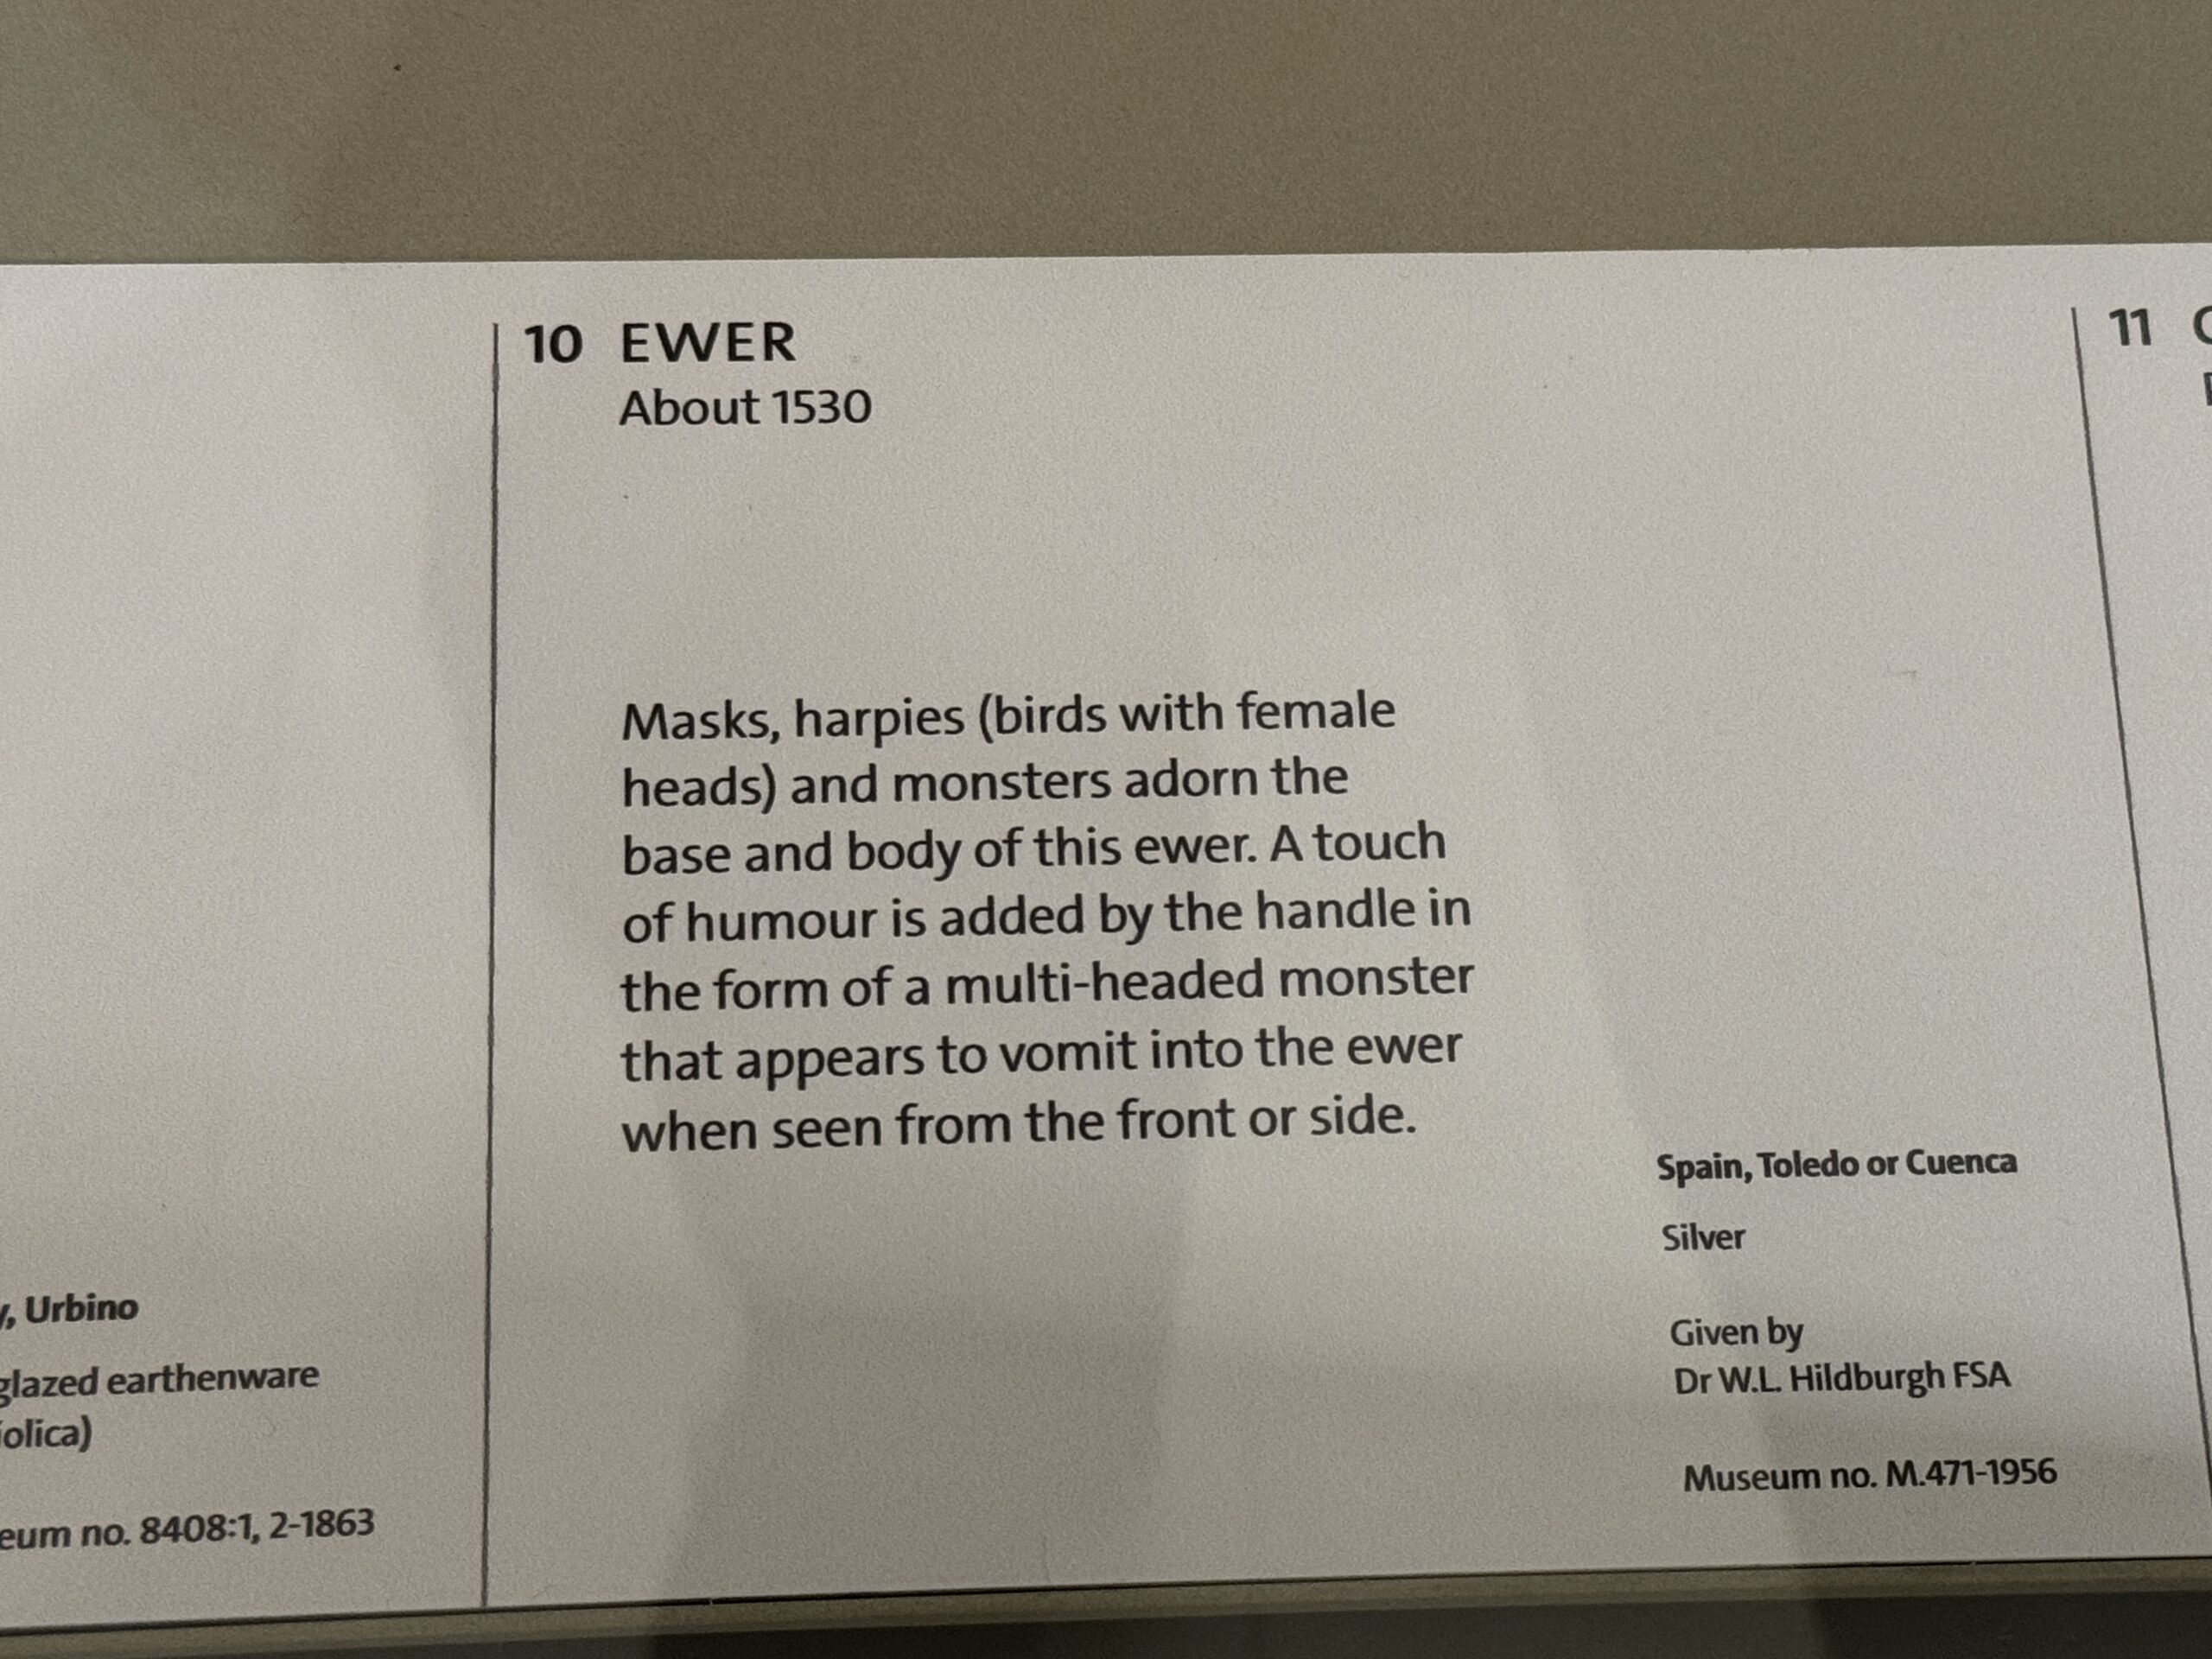 10 EWER
About 1530
Masks, harpies (birds with female
heads) and monsters adorn the
base and body of this ewer. A touch
of humour is added by the handle in
the form of a multi-headed monster
that appears to vomit into the ewer
when seen from the front or side.
Spain, Toledo or Cuenca
Silver
Given by
Dr W.L. Hildburgh FSA
Museum no. M.471-1956
Urbino
glazed earthenware
no. 8408:1, 2-1863
11